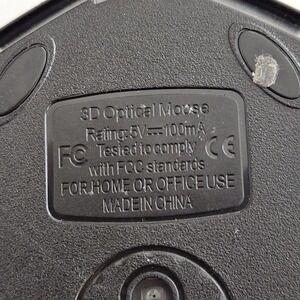 3D Optical Mouse
Rating:5V⎓100mA
Tested to comply
FC CE
with FCC standards
FOR HOME OR OFFICE USE
MADE IN CHINA